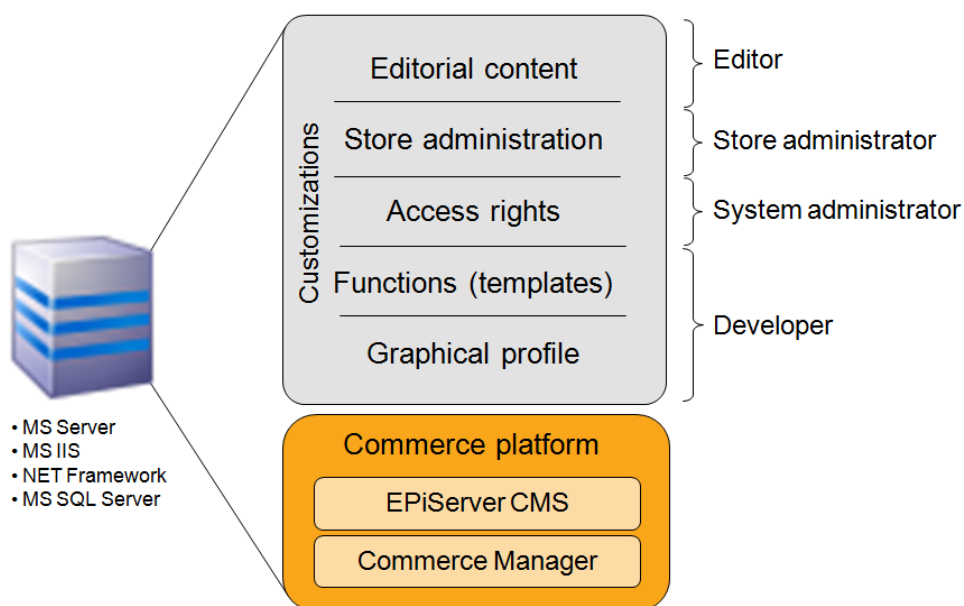 Editorial content
Store administration
Access rights
Functions (templates)
Graphical profile
Customizations
Editor
Store administrator
System administrator
Developer
• MS Server
• MS IIS
• NET Framework
• MS SQL Server
Commerce platform
EPiServer CMS
Commerce Manager